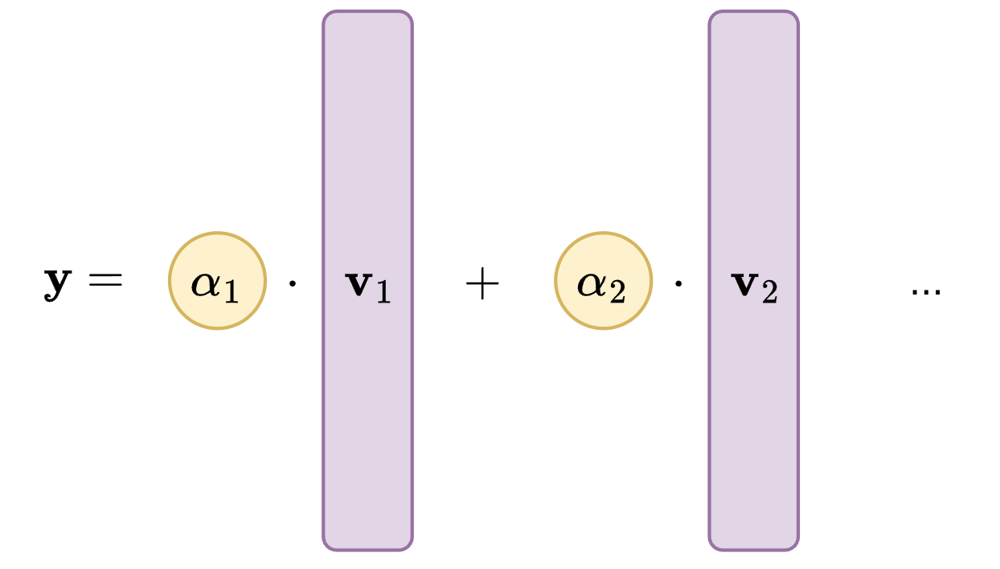 𝐲 = α₁ · 𝐯₁ + α₂ · 𝐯₂ ...